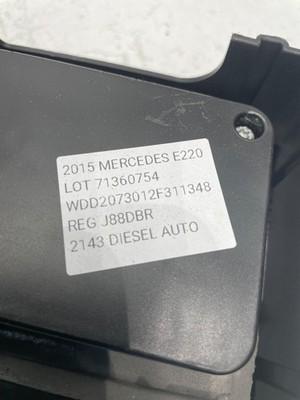 2015 MERCEDES E220
LOT 71360754
WDD2073012F311348
REG J88DBR
2143 DIESEL AUTO